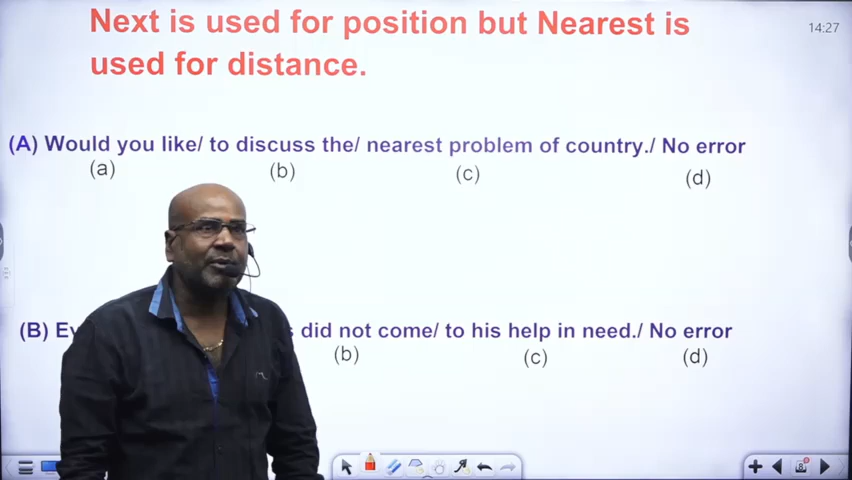 Next is used for position but Nearest is
14:27
used for distance.
(A) Would you like/ to discuss the/ nearest problem of country./ No error
(a) (b) (c) (d)
(B) did not come/ to his help in need./ No error
(b) (c) (d)
8